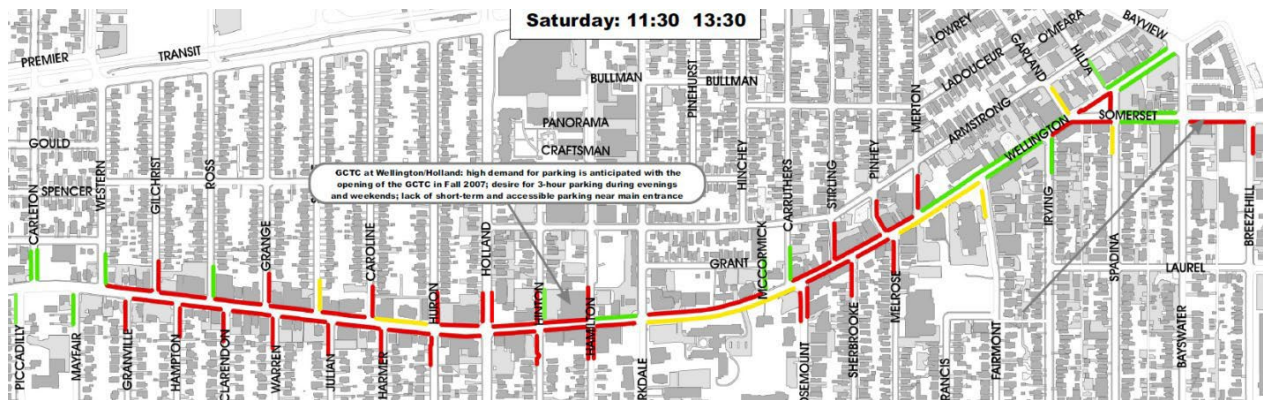 Saturday: 11:30 13:30
BAYVIEW
O'MEARA
LOWREY
GARLAND
HILDA
LADOUCEUR
PREMIER
TRANSIT
BULLMAN
PINEHURST
BULLMAN
MERTON
ARMSTRONG
SOMERSET
WELLINGTON
PANORAMA
CRAFTSMAN
GOULD
SPENCER
WESTERN
GILCHRIST
ROSS
GCTC at Wellington/Holland: high demand for parking is anticipated with the
opening of the GCTC in Fall 2007; desire for 3-hour parking during evenings
and weekends; lack of short-term and accessible parking near main entrance
HINCHEY
CARRUTHERS
STIRLING
PINHEY
CARLETON
GRANGE
CAROLINE
HOLLAND
HURON
HINTON
HAMILTON
GRANT
MCCORMICK
IRVING
SPADINA
LAUREL
BREEZEHILL
PICCADILLY
MAYFAIR
GRANVILLE
HAMPTON
CLARENDON
WARREN
JULIAN
HARMER
RKDALE
OSEMOUNT
SHERBROOKE
MELROSE
RANCIS
FAIRMONT
BAYSWATER